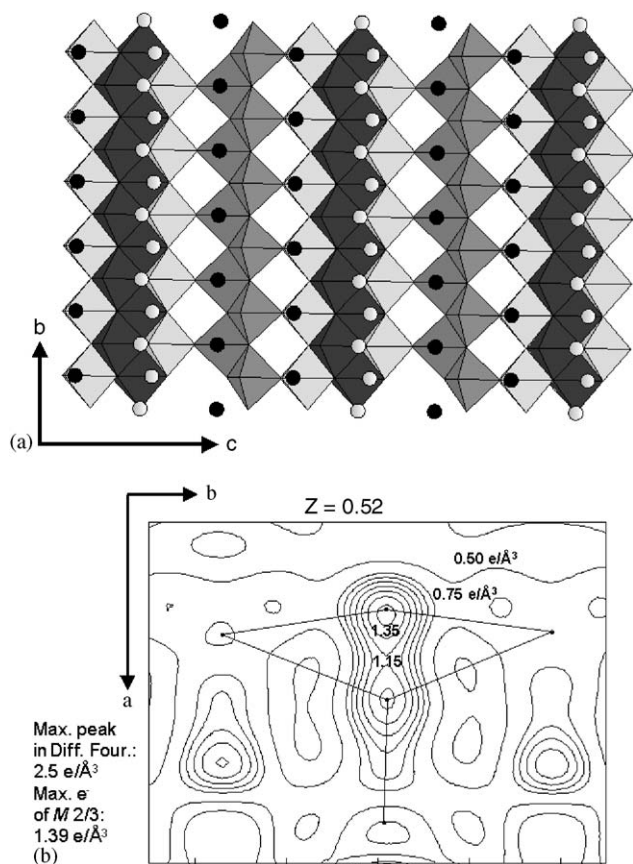 b
(a)
c
b
Z = 0.52
0.50 e/Å³
0.75 e/Å³
1.35
1.15
a
Max. peak
in Diff. Four.:
2.5 e/Å³
Max. e⁻
of M 2/3:
1.39 e/Å³
(b)